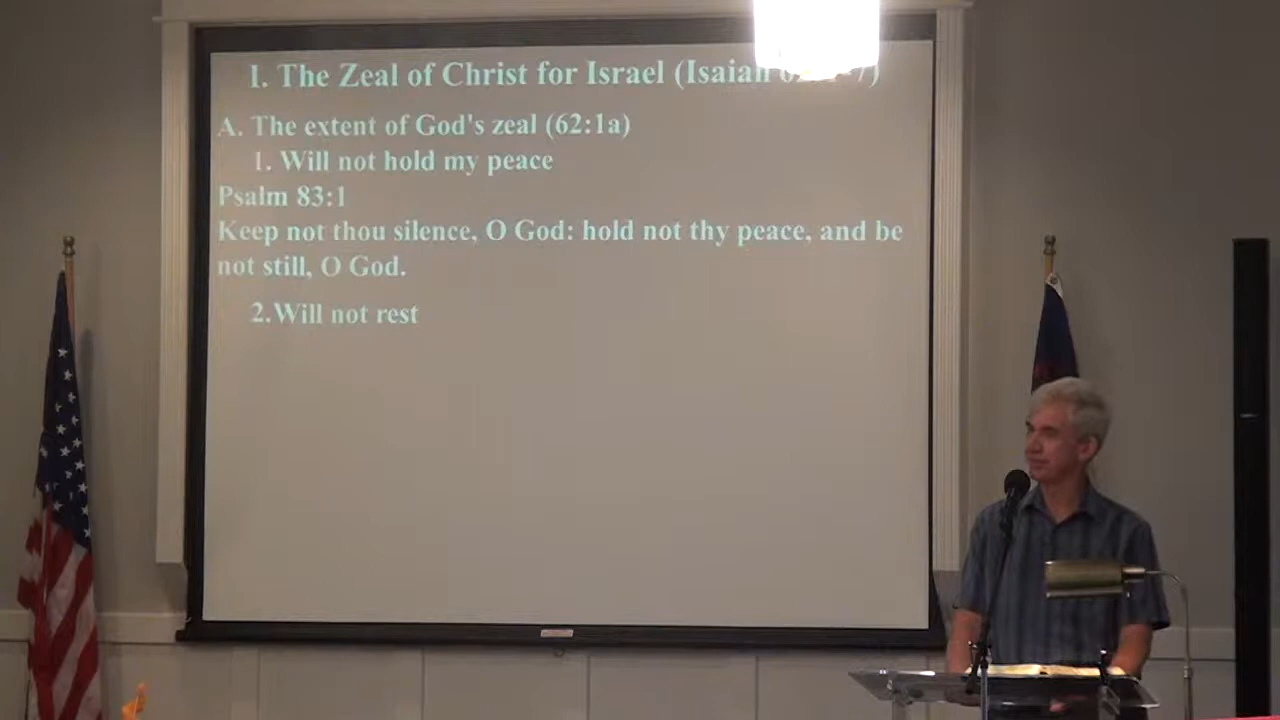 I. The Zeal of Christ for Israel (Isaiah
A. The extent of God's zeal (62:1a)
1. Will not hold my peace
Psalm 83:1
Keep not thou silence, O God: hold not thy peace, and be
not still, O God.
2.Will not rest